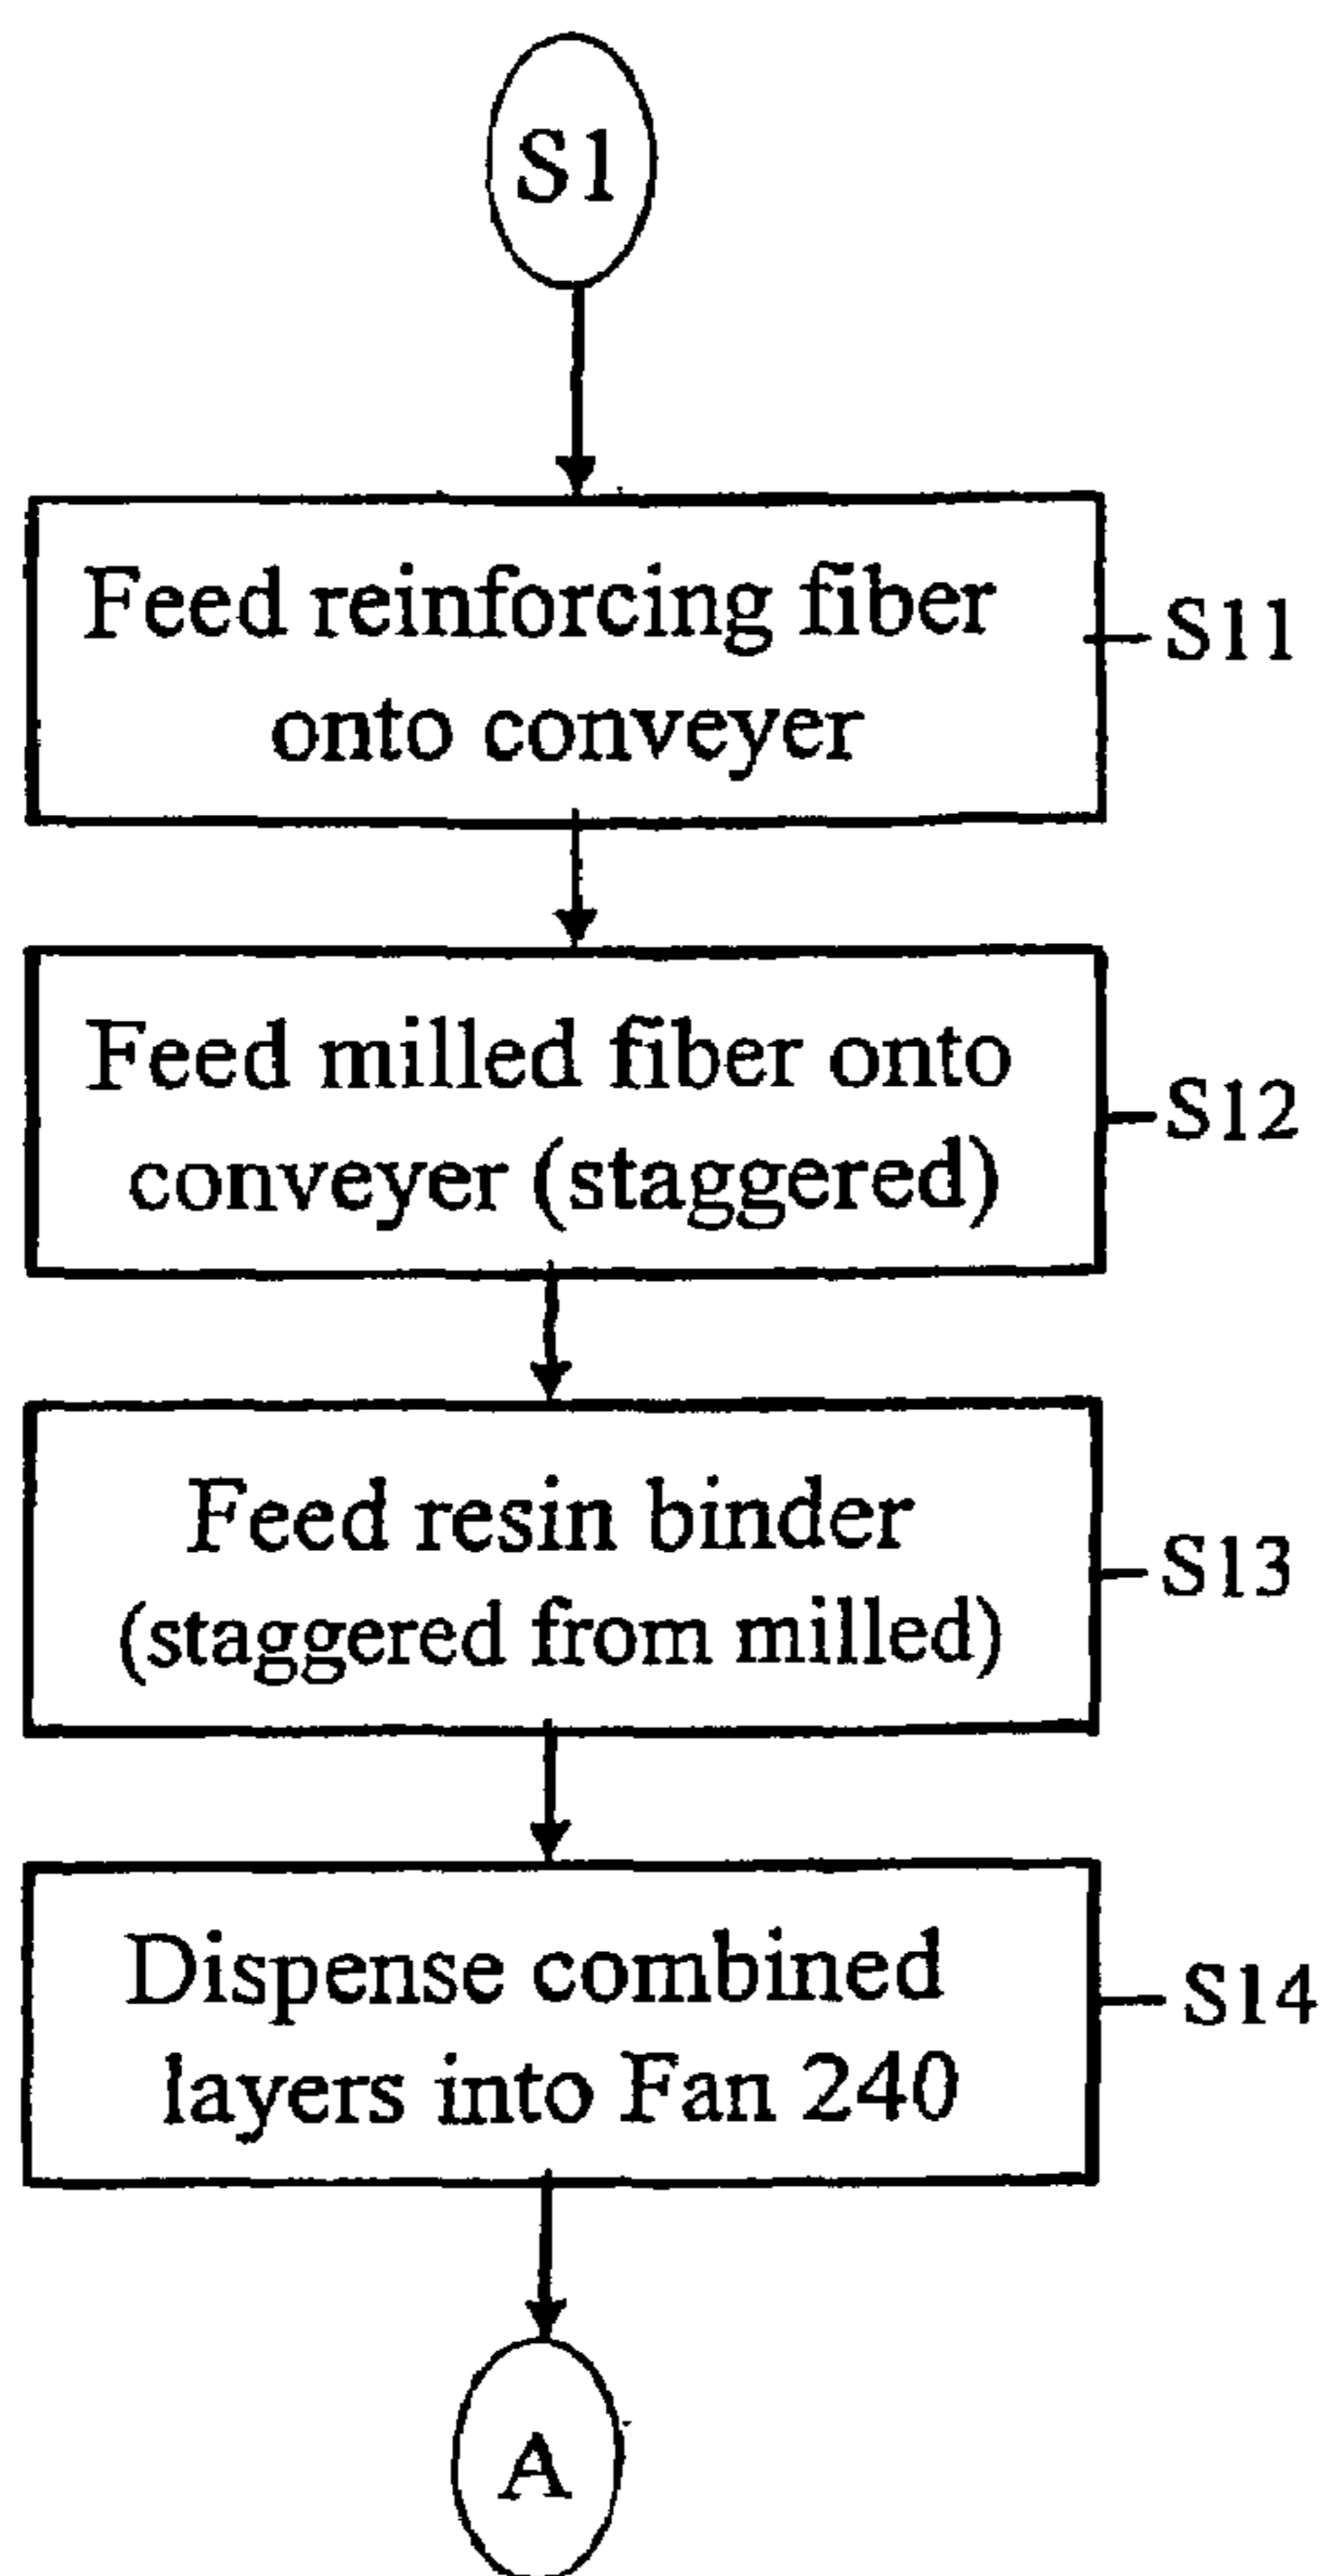 S1
Feed reinforcing fiber
onto conveyer
S11
Feed milled fiber onto
conveyer (staggered)
S12
Feed resin binder
(staggered from milled)
S13
Dispense combined
layers into Fan 240
S14
A